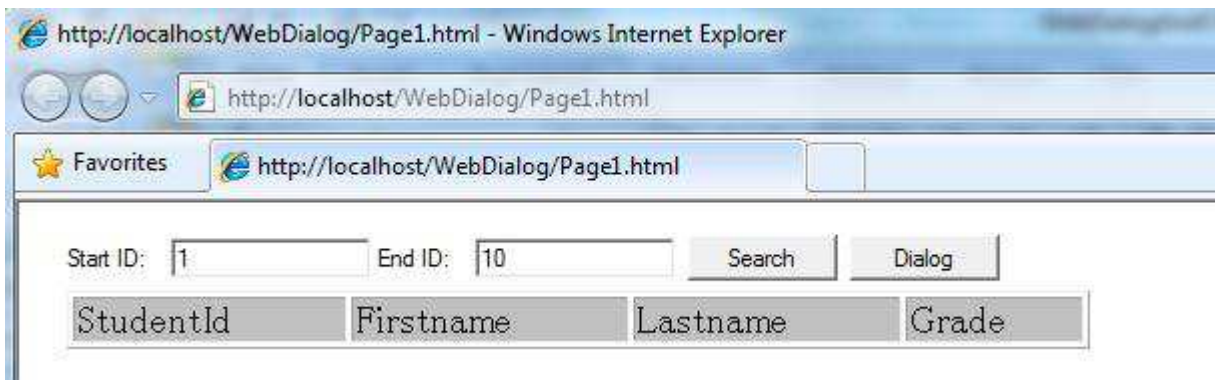 http://localhost/WebDialog/Page1.html - Windows Internet Explorer
http://localhost/WebDialog/Page1.html
Favorites http://localhost/WebDialog/Page1.html
Start ID: 1 End ID: 10 Search Dialog
StudentId Firstname Lastname Grade